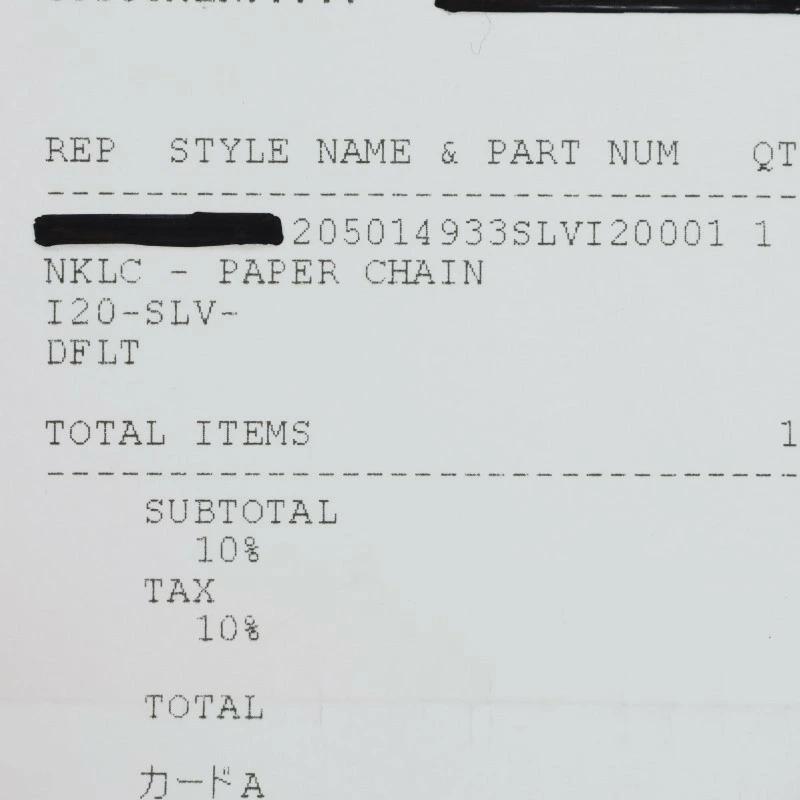 REP STYLE NAME & PART NUM QT
205014933SLVI20001 1
NKLC - PAPER CHAIN
I20-SLV-
DFLT
TOTAL ITEMS 1
SUBTOTAL
10%
TAX
10%
TOTAL
カードA